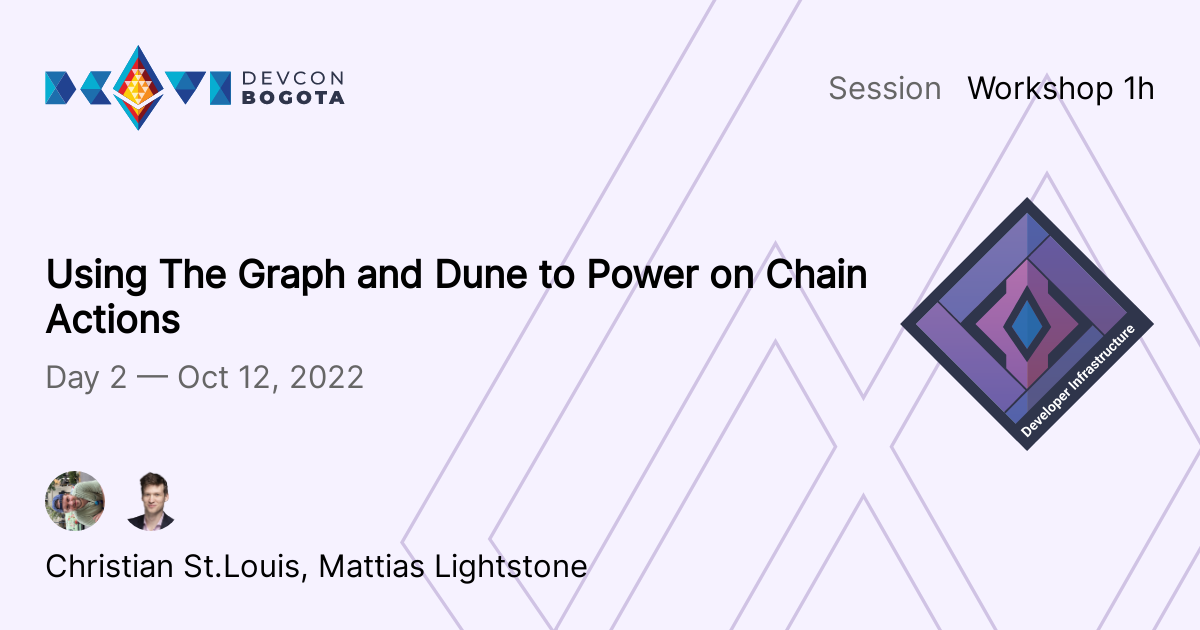 DEVCON
BOGOTA
Session Workshop 1h
Using The Graph and Dune to Power on Chain
Actions
Day 2 — Oct 12, 2022
Developer Infrastructure
Christian St.Louis, Mattias Lightstone